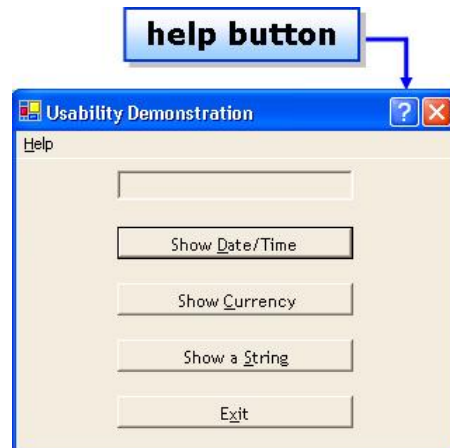 help button
Usability Demonstration
?
Help
Show Date/Time
Show Currency
Show a String
Exit